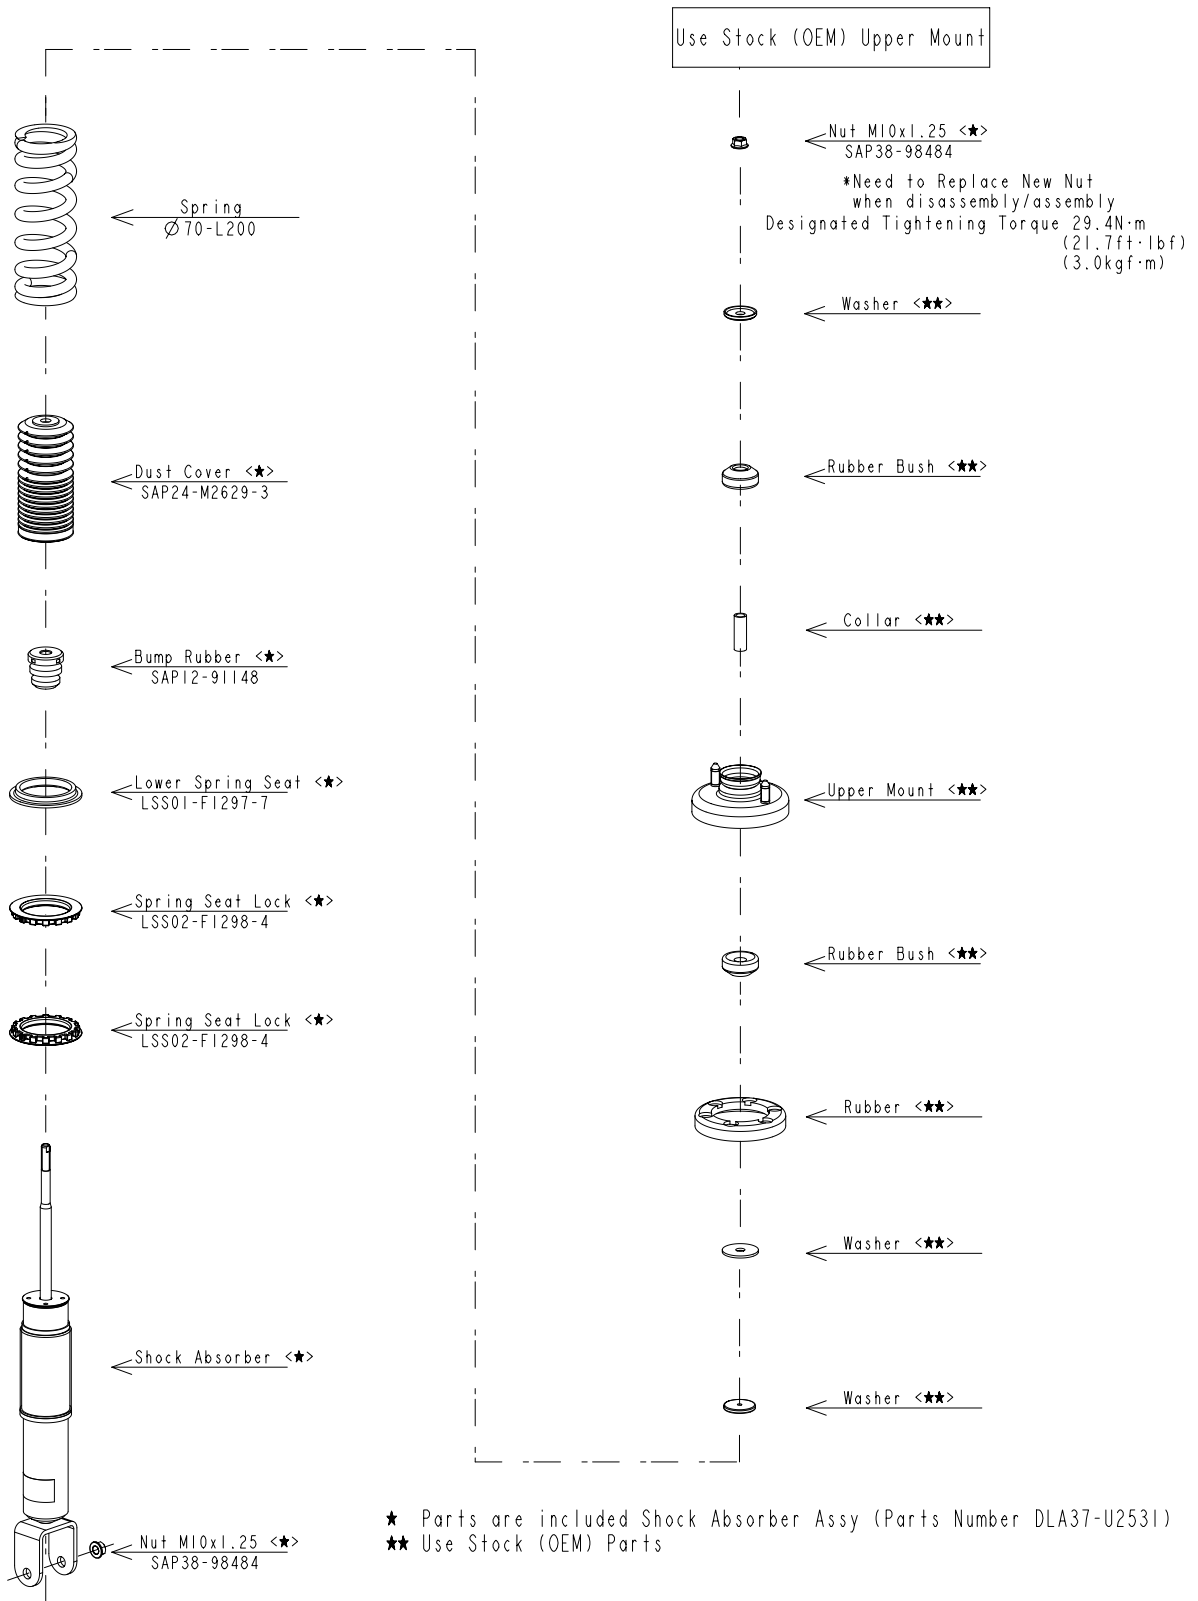 Use Stock (OEM) Upper Mount
Nut M10x1.25 <★>
SAP38-98484
*Need to Replace New Nut
when disassembly/assembly
Designated Tightening Torque 29.4N·m
(21.7ft·lbf)
(3.0kgf·m)
Washer <★★>
Rubber Bush <★★>
Collar <★★>
Upper Mount <★★>
Rubber Bush <★★>
Rubber <★★>
Washer <★★>
Washer <★★>
Spring
Ø70-L200
Dust Cover <★>
SAP24-M2629-3
Bump Rubber <★>
SAP12-91148
Lower Spring Seat <★>
LSS01-F1297-7
Spring Seat Lock <★>
LSS02-F1298-4
Spring Seat Lock <★>
LSS02-F1298-4
Shock Absorber <★>
Nut M10x1.25 <★>
SAP38-98484
★ Parts are included Shock Absorber Assy (Parts Number DLA37-U2531)
★★ Use Stock (OEM) Parts